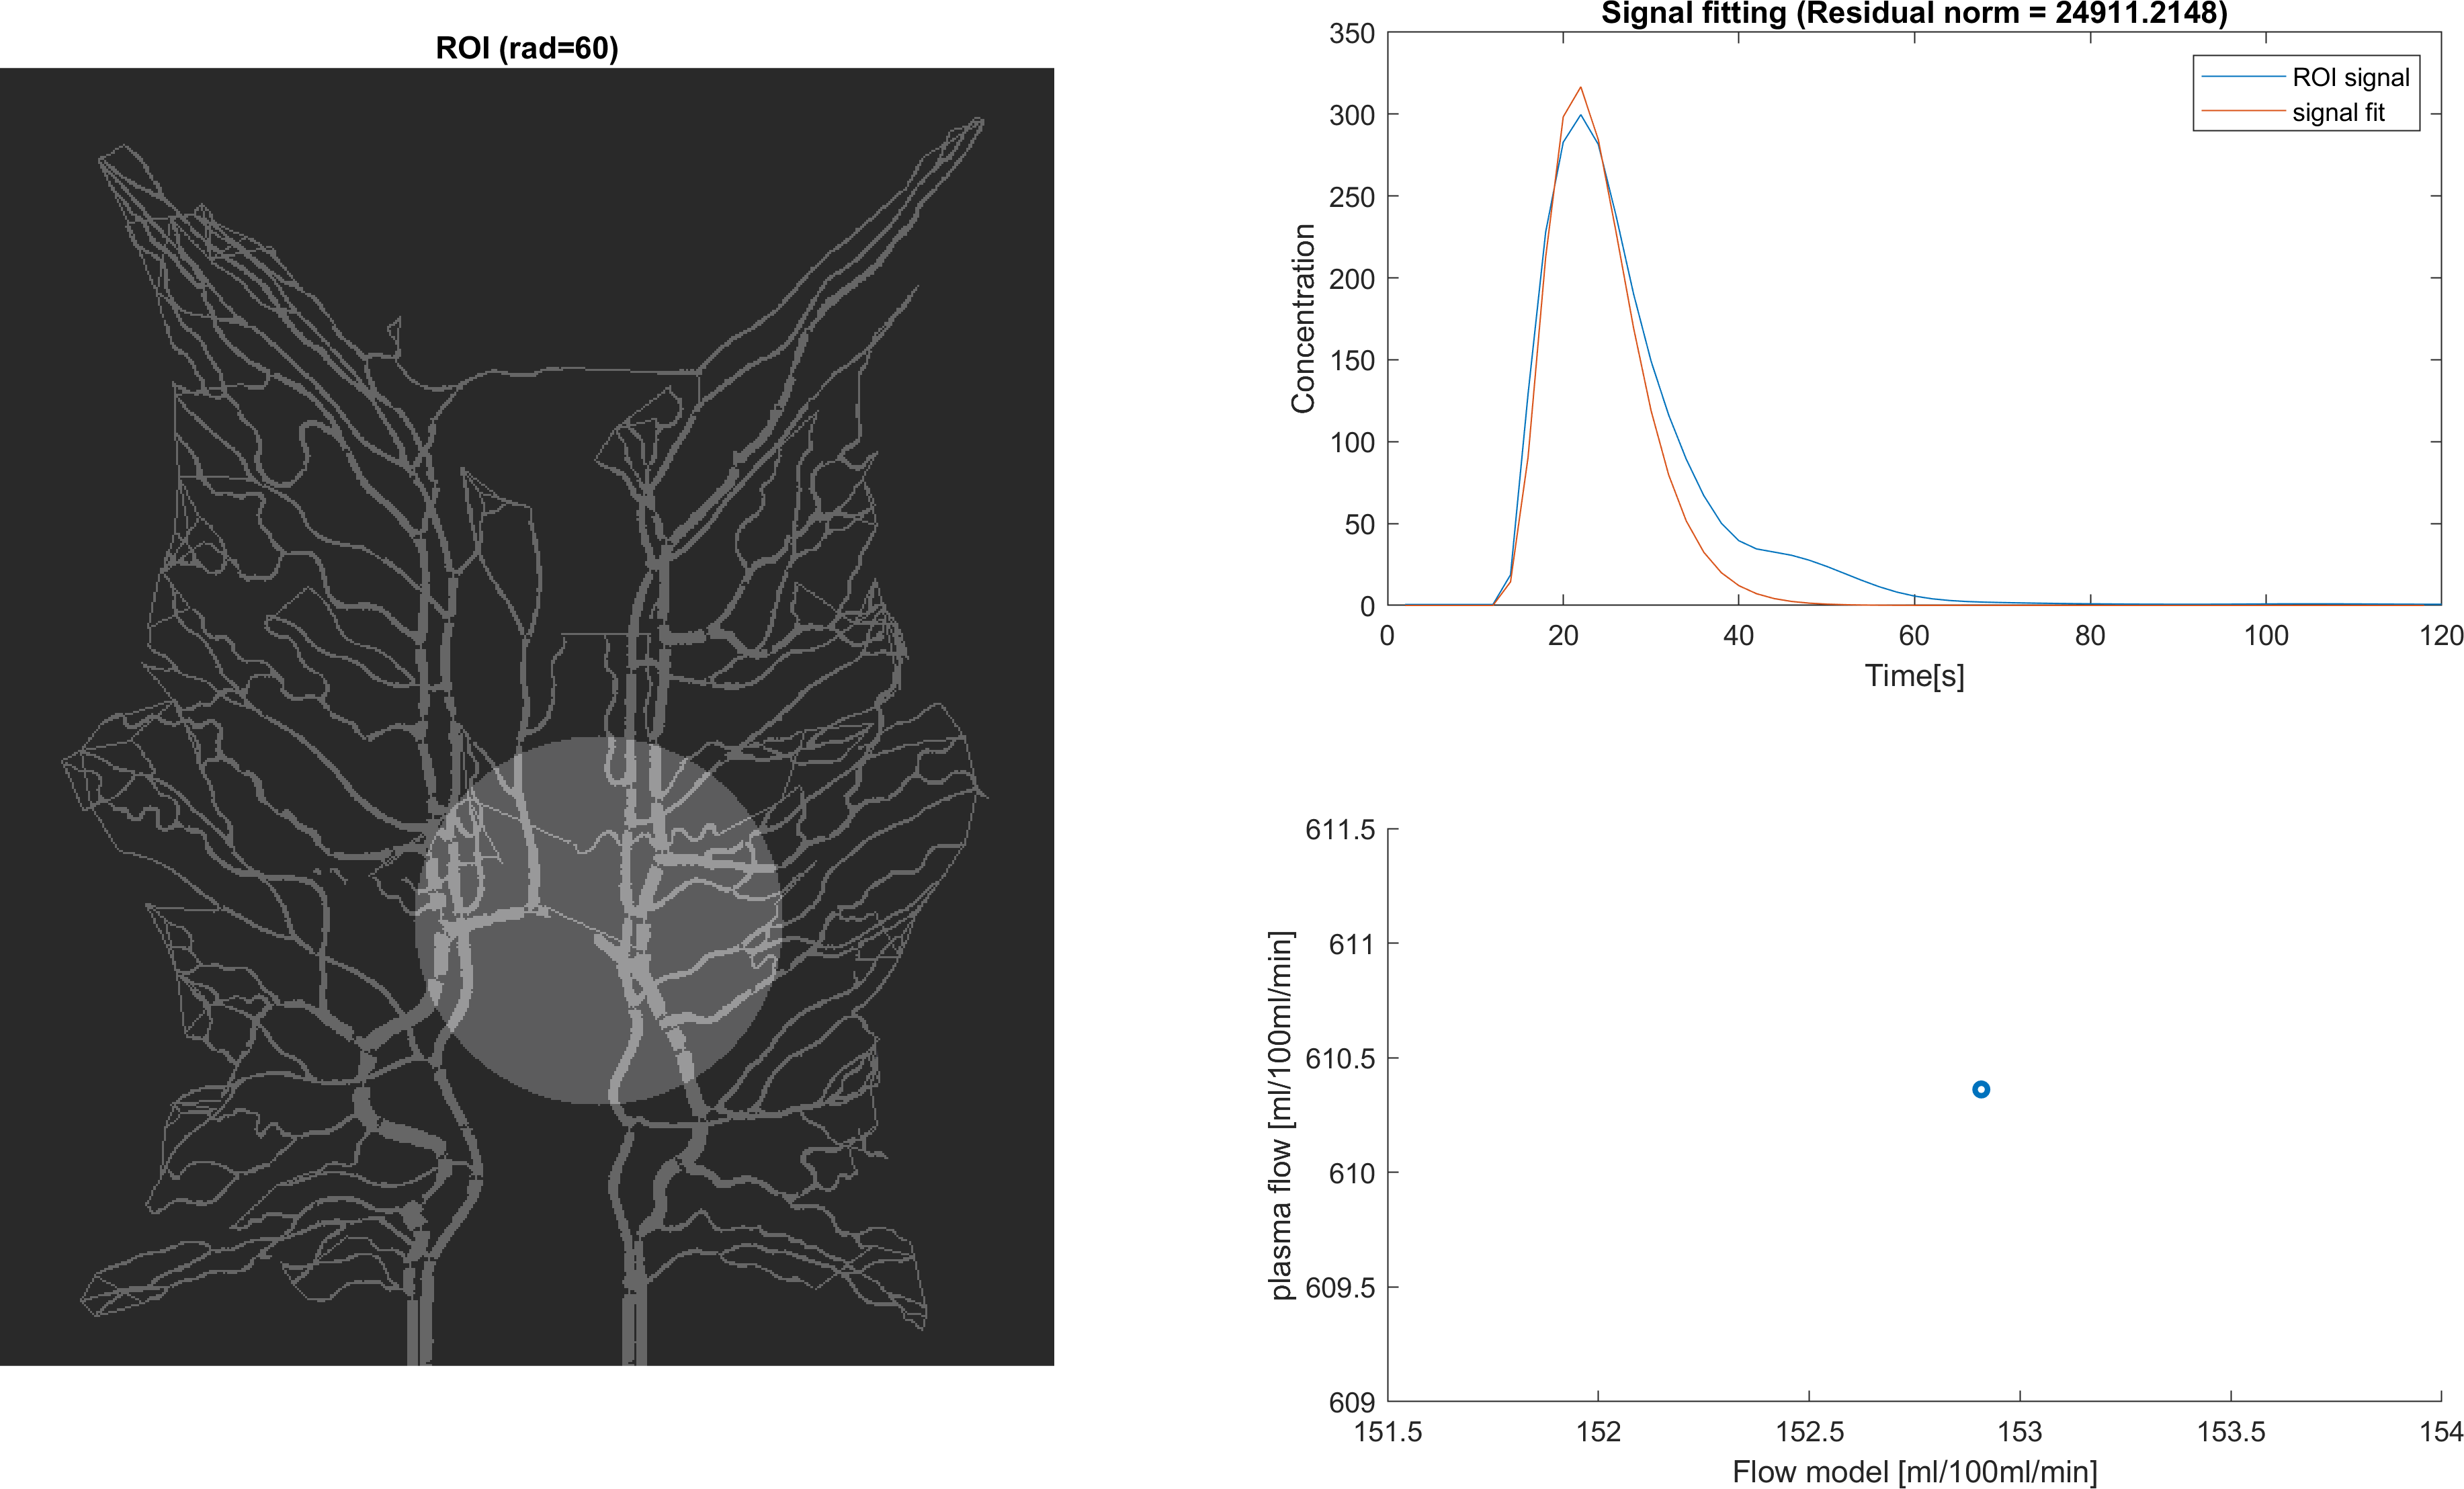 ROI (rad=60)
Signal fitting (Residual norm = 24911.2148)
350
300
250
200
150
100
50
0
Concentration
0 20 40 60 80 100 120
Time[s]
ROI signal
signal fit
611.5
611
610.5
610
609.5
609
plasma flow [ml/100ml/min]
151.5 152 152.5 153 153.5 154
Flow model [ml/100ml/min]